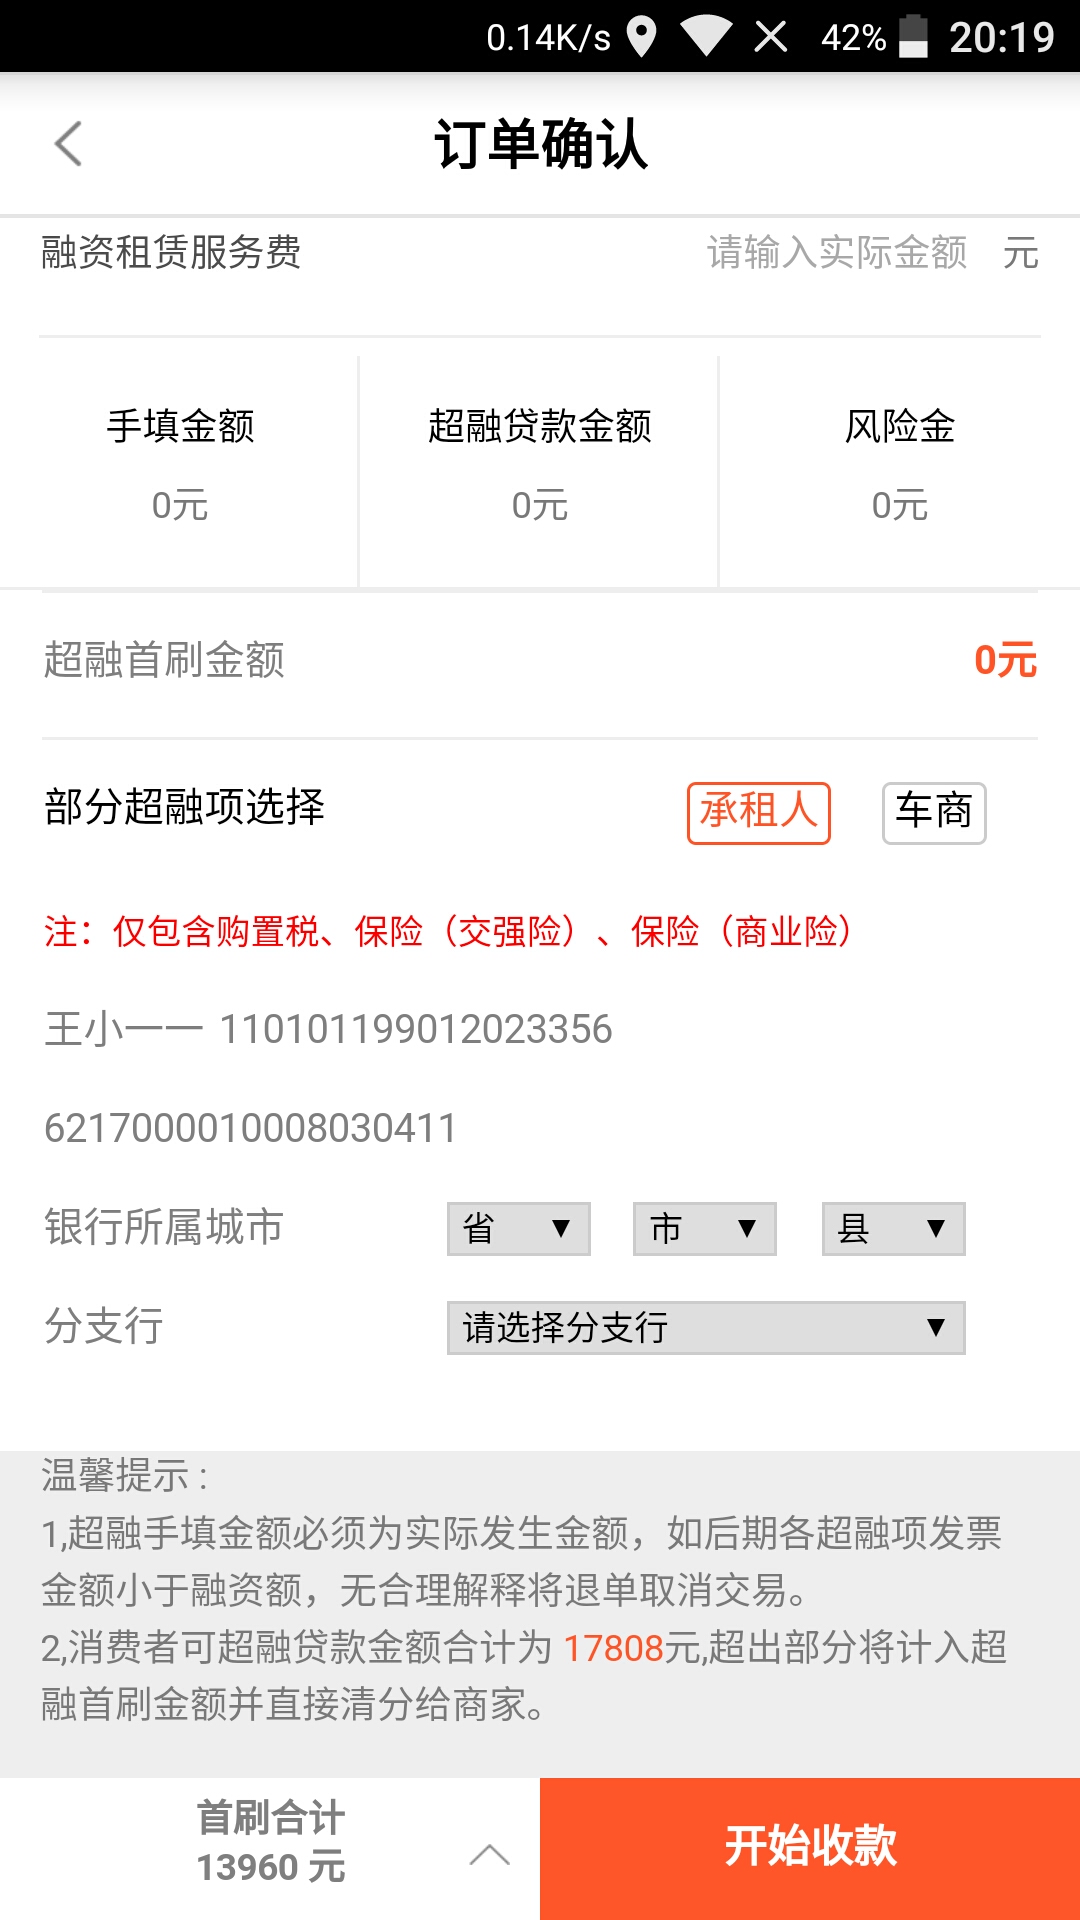 0.14K/s 42% 20:19
订单确认
融资租赁服务费 请输入实际金额 元
手填金额 超融贷款金额 风险金
0元 0元 0元
超融首刷金额 0元
部分超融项选择 承租人 车商
注：仅包含购置税、保险（交强险）、保险（商业险）
王小一一 110101199012023356
6217000010008030411
银行所属城市 省 ▼ 市 ▼ 县 ▼
分支行 请选择分支行 ▼
温馨提示 :
1,超融手填金额必须为实际发生金额，如后期各超融项发票
金额小于融资额，无合理解释将退单取消交易。
2,消费者可超融贷款金额合计为 17808元,超出部分将计入超
融首刷金额并直接清分给商家。
首刷合计
13960 元
开始收款